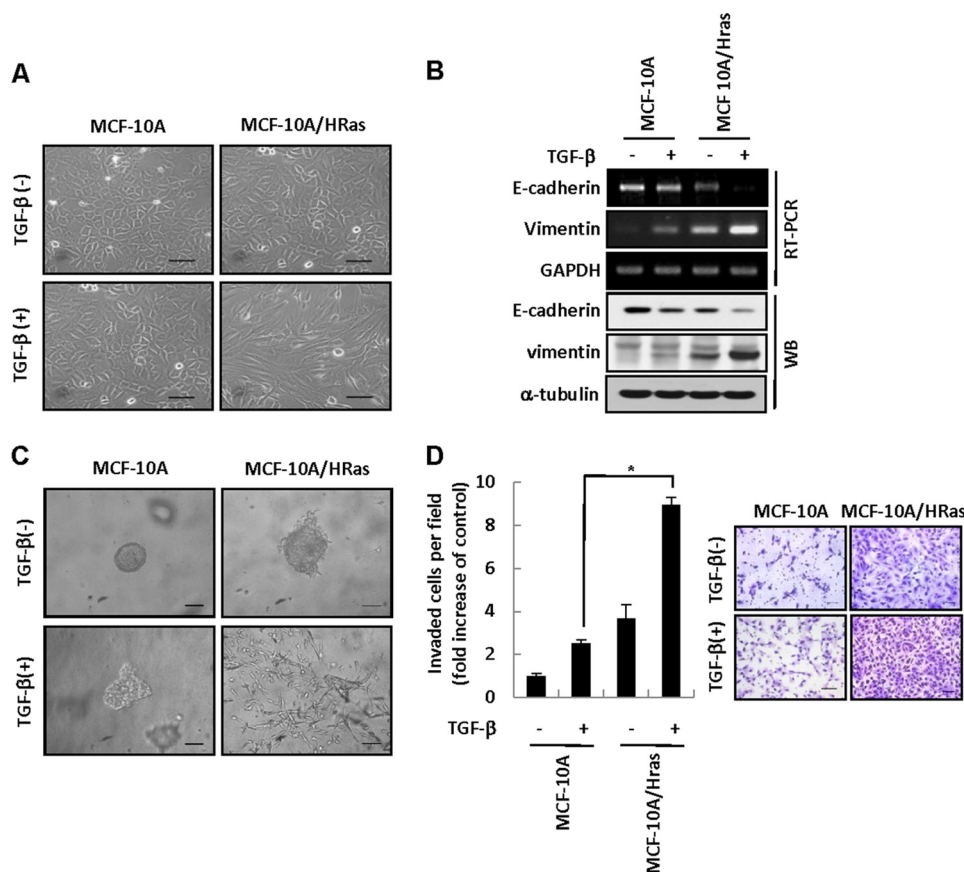 A
MCF-10A
MCF-10A/HRas
TGF-β (-)
TGF-β (+)
B
MCF-10A
MCF 10A/Hras
TGF-β - + - +
E-cadherin
Vimentin
GAPDH
RT-PCR
E-cadherin
vimentin
α-tubulin
WB
C
MCF-10A
MCF-10A/HRas
TGF-β(-)
TGF-β(+)
D
Invaded cells per field
(fold increase of control)
10
8
6
4
2
0
*
TGF-β - + - +
MCF-10A
MCF-10A/Hras
MCF-10A MCF-10A/HRas
TGF-β(-)
TGF-β(+)